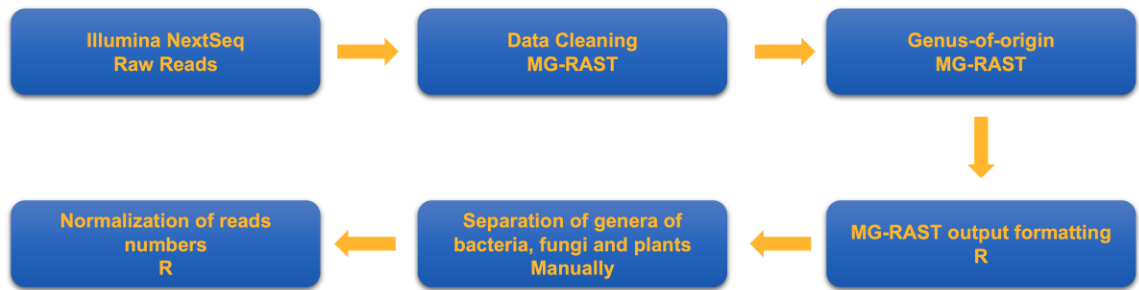 Illumina NextSeq
Raw Reads
Data Cleaning
MG-RAST
Genus-of-origin
MG-RAST
MG-RAST output formatting
R
Separation of genera of
bacteria, fungi and plants
Manually
Normalization of reads
numbers
R